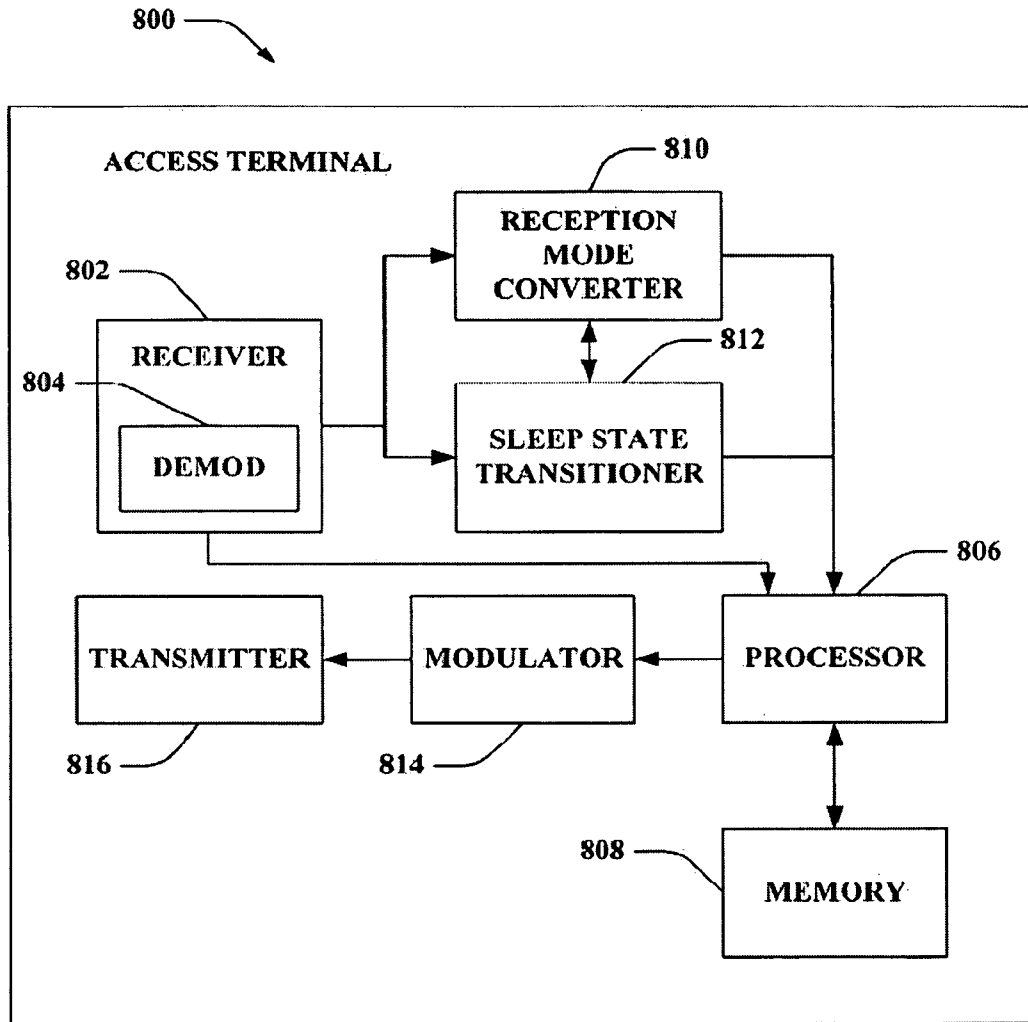 800
ACCESS TERMINAL
810
RECEPTION
MODE
CONVERTER
802
RECEIVER
804
DEMOD
812
SLEEP STATE
TRANSITIONER
806
TRANSMITTER
MODULATOR
PROCESSOR
816
814
808
MEMORY